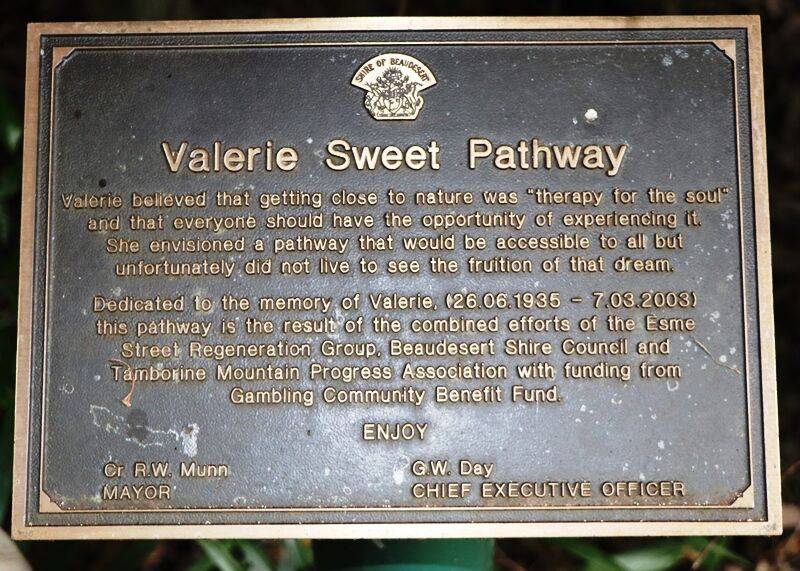 SHIRE OF BEAUDESERT
Valerie Sweet Pathway
Valerie believed that getting close to nature was "therapy for the soul"
and that everyone should have the opportunity of experiencing it.
She envisioned a pathway that would be accessible to all but
unfortunately did not live to see the fruition of that dream.
Dedicated to the memory of Valerie, (26.06.1935 - 7.03.2003)
this pathway is the result of the combined efforts of the Esme
Street Regeneration Group, Beaudesert Shire Council and
Tamborine Mountain Progress Association with funding from
Gambling Community Benefit Fund.
ENJOY
Cr R.W. Munn G.W. Day
MAYOR CHIEF EXECUTIVE OFFICER